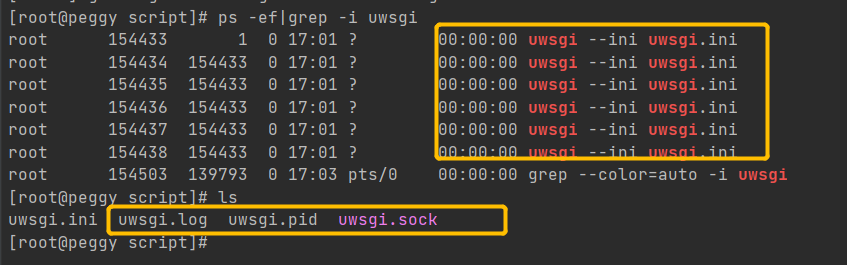 [root@peggy script]# ps -ef|grep -i uwsgi
root      154433       1  0 17:01 ?        00:00:00 uwsgi --ini uwsgi.ini
root      154434  154433  0 17:01 ?        00:00:00 uwsgi --ini uwsgi.ini
root      154435  154433  0 17:01 ?        00:00:00 uwsgi --ini uwsgi.ini
root      154436  154433  0 17:01 ?        00:00:00 uwsgi --ini uwsgi.ini
root      154437  154433  0 17:01 ?        00:00:00 uwsgi --ini uwsgi.ini
root      154438  154433  0 17:01 ?        00:00:00 uwsgi --ini uwsgi.ini
root      154503  139793  0 17:03 pts/0    00:00:00 grep --color=auto -i uwsgi
[root@peggy script]# ls
uwsgi.ini  uwsgi.log  uwsgi.pid  uwsgi.sock
[root@peggy script]#